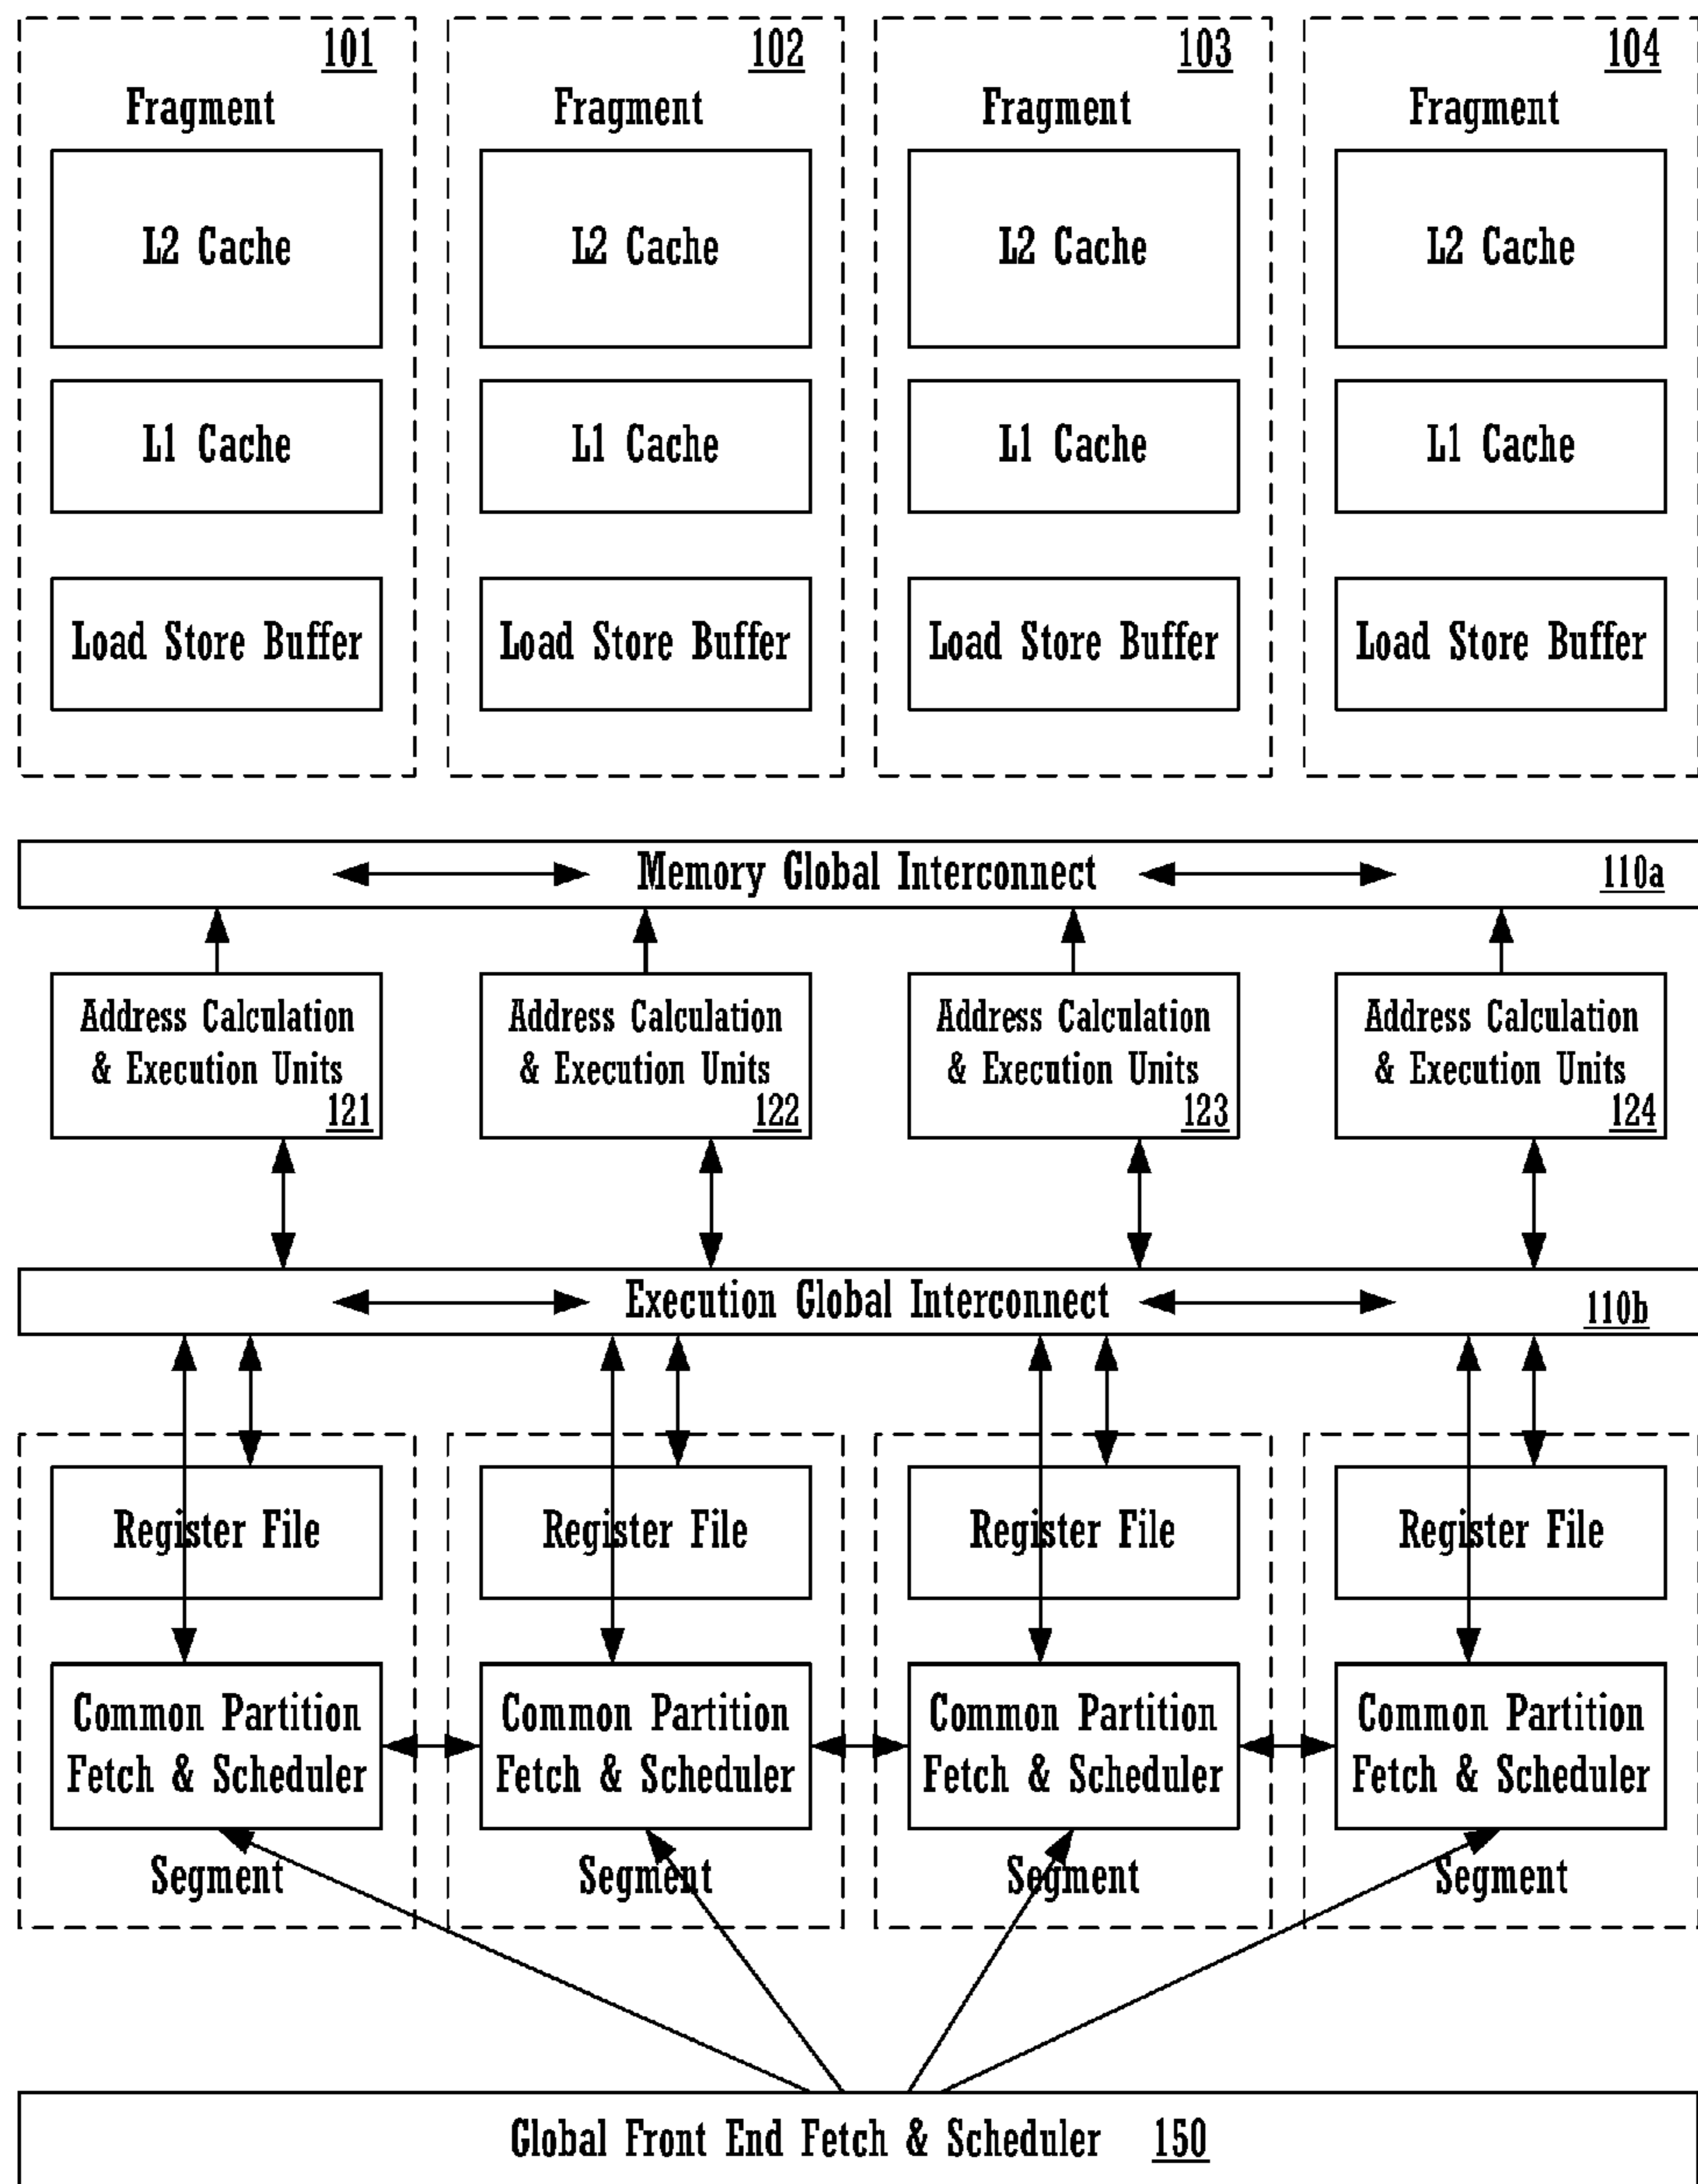 101 102 103 104
Fragment Fragment Fragment Fragment
L2 Cache L2 Cache L2 Cache L2 Cache
L1 Cache L1 Cache L1 Cache L1 Cache
Load Store Buffer Load Store Buffer Load Store Buffer Load Store Buffer
Memory Global Interconnect 110a
Address Calculation Address Calculation Address Calculation Address Calculation
& Execution Units & Execution Units & Execution Units & Execution Units
121 122 123 124
Execution Global Interconnect 110b
Register File Register File Register File Register File
Common Partition Common Partition Common Partition Common Partition
Fetch & Scheduler Fetch & Scheduler Fetch & Scheduler Fetch & Scheduler
Segment Segment Segment Segment
Global Front End Fetch & Scheduler 150